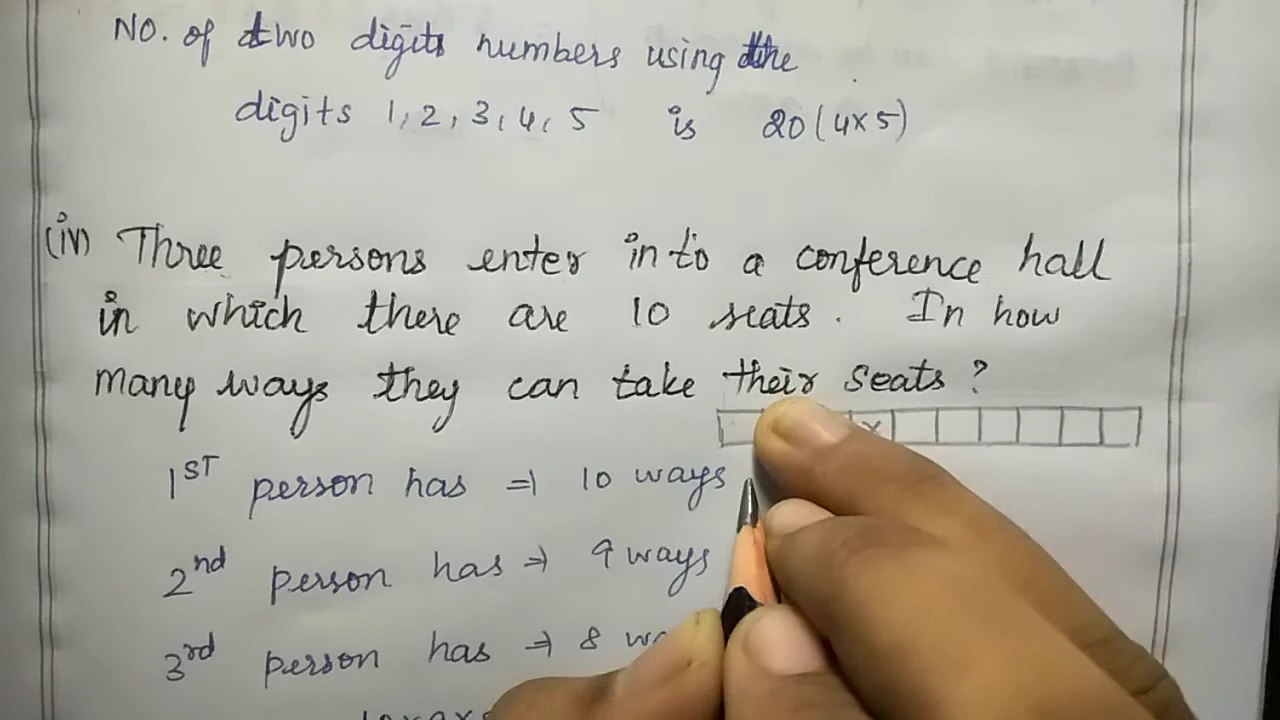 No. of two digits numbers using the
digits 1, 2, 3, 4, 5 is 20 (4x5)
(iv) Three persons enter in to a conference hall
in which there are 10 seats. In how
many ways they can take their seats?
x
1ST person has ⇒ 10 ways
2nd person has ⇒ 9 ways
3rd person has ⇒ 8